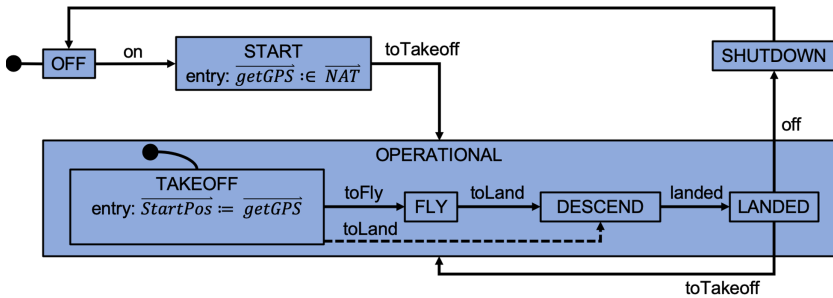 OFF
on
START
entry: getGPS :∈ NAT
toTakeoff
SHUTDOWN
off
OPERATIONAL
TAKEOFF
entry: StartPos ≔ getGPS
toFly
FLY
toLand
DESCEND
landed
LANDED
toLand
toTakeoff